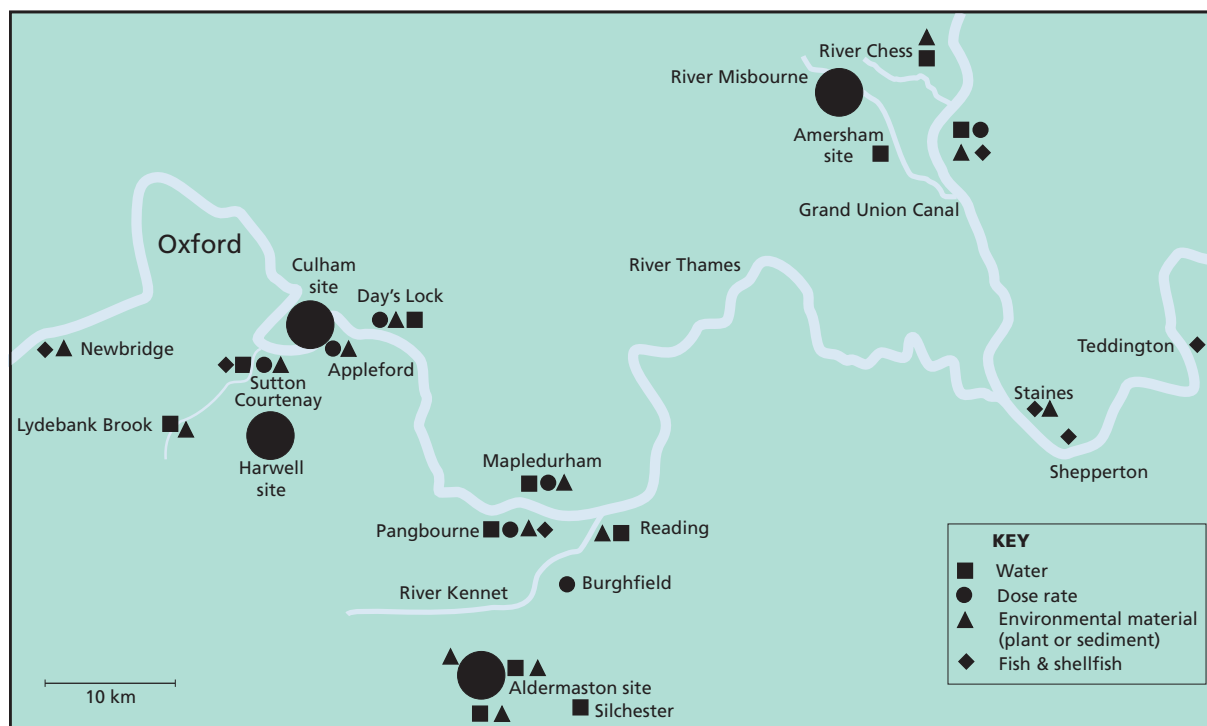 River Chess
River Misbourne
Amersham
site
Grand Union Canal
Oxford
Culham
site
River Thames
Day's Lock
Newbridge
Appleford
Sutton
Courtenay
Teddington
Staines
Lydebank Brook
Harwell
site
Mapledurham
Shepperton
Pangbourne
Reading
River Kennet
Burghfield
Aldermaston site
Silchester
10 km
KEY
Water
Dose rate
Environmental material
(plant or sediment)
Fish & shellfish